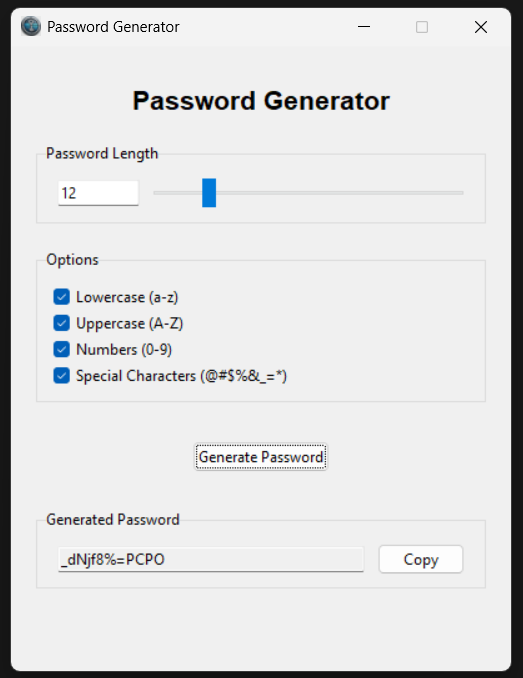 Password Generator
Password Generator
Password Length
12
Options
Lowercase (a-z)
Uppercase (A-Z)
Numbers (0-9)
Special Characters (@#$%&_=*)
Generate Password
Generated Password
_dNjf8%=PCPO
Copy